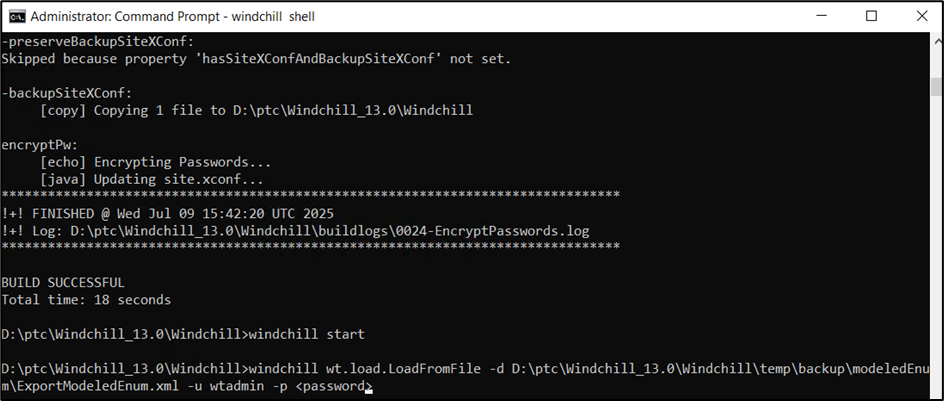 Administrator: Command Prompt - windchill shell
-preserveBackupSiteXConf:
Skipped because property 'hasSiteXConfAndBackupSiteXConf' not set.
-backupSiteXConf:
[copy] Copying 1 file to D:\ptc\Windchill_13.0\Windchill
encryptPw:
[echo] Encrypting Passwords...
[java] Updating site.xconf...
*******************************************************************************
!+! FINISHED @ Wed Jul 09 15:42:20 UTC 2025
!+! Log: D:\ptc\Windchill_13.0\Windchill\buildlogs\0024-EncryptPasswords.log
*******************************************************************************
BUILD SUCCESSFUL
Total time: 18 seconds
D:\ptc\Windchill_13.0\Windchill>windchill start
D:\ptc\Windchill_13.0\Windchill>windchill wt.load.LoadFromFile -d D:\ptc\Windchill_13.0\Windchill\temp\backup\modeledEnu
m\ExportModeledEnum.xml -u wtadmin -p <password>